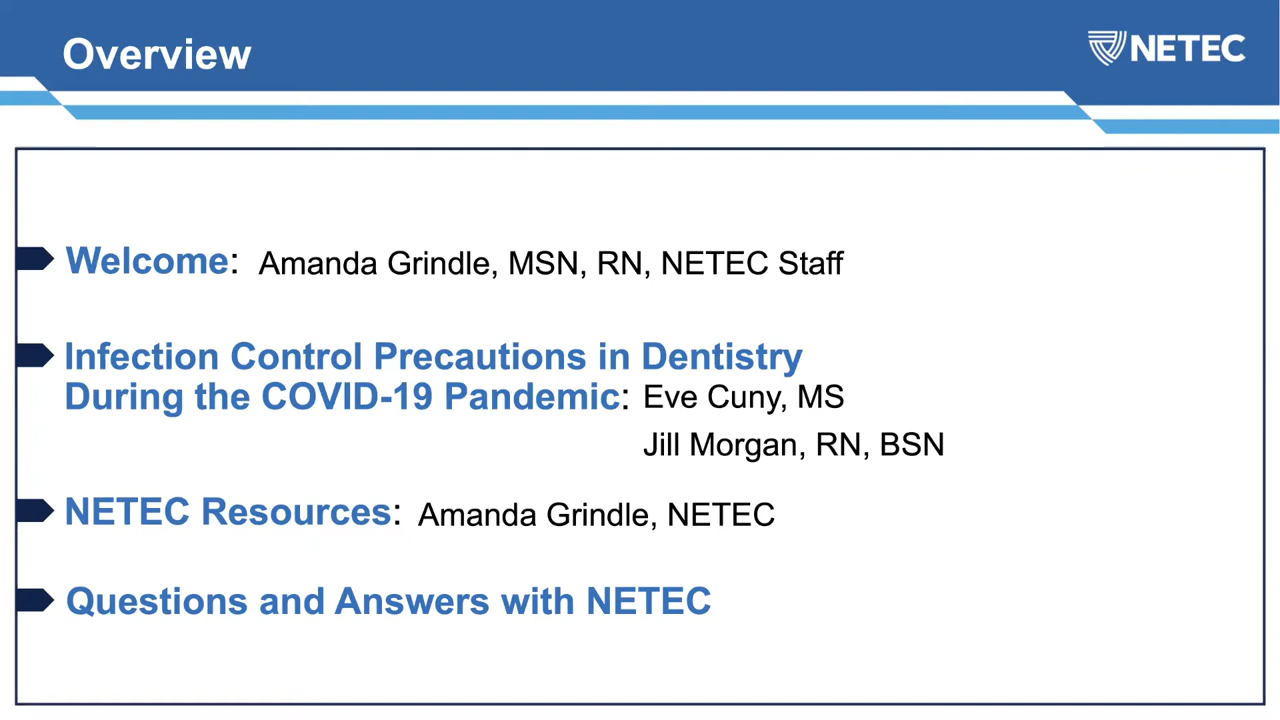 Overview
NETEC
Welcome: Amanda Grindle, MSN, RN, NETEC Staff
Infection Control Precautions in Dentistry
During the COVID-19 Pandemic: Eve Cuny, MS
Jill Morgan, RN, BSN
NETEC Resources: Amanda Grindle, NETEC
Questions and Answers with NETEC